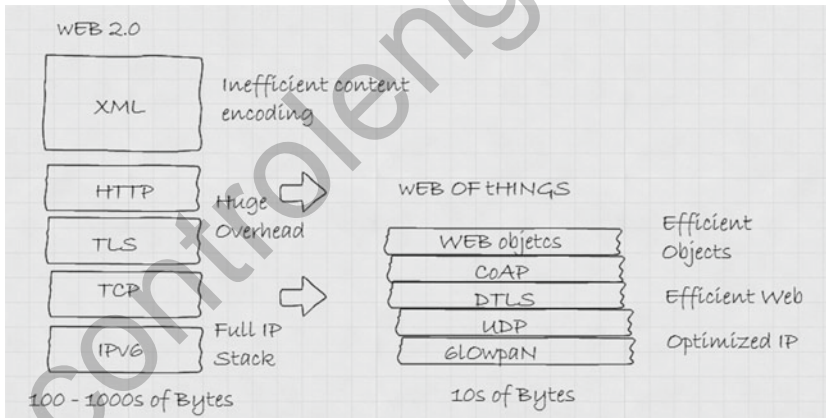 WEB 2.0
XML
Inefficient content
encoding
HTTP
TLS
Huge
Overhead
TCP
IPV6
Full IP
Stack
100 - 1000s of Bytes
WEB OF tHINGS
WEB objetcs
CoAP
DTLS
UDP
6lOwpaN
Efficient
Objects
Efficient Web
Optimized IP
10s of Bytes
controleng